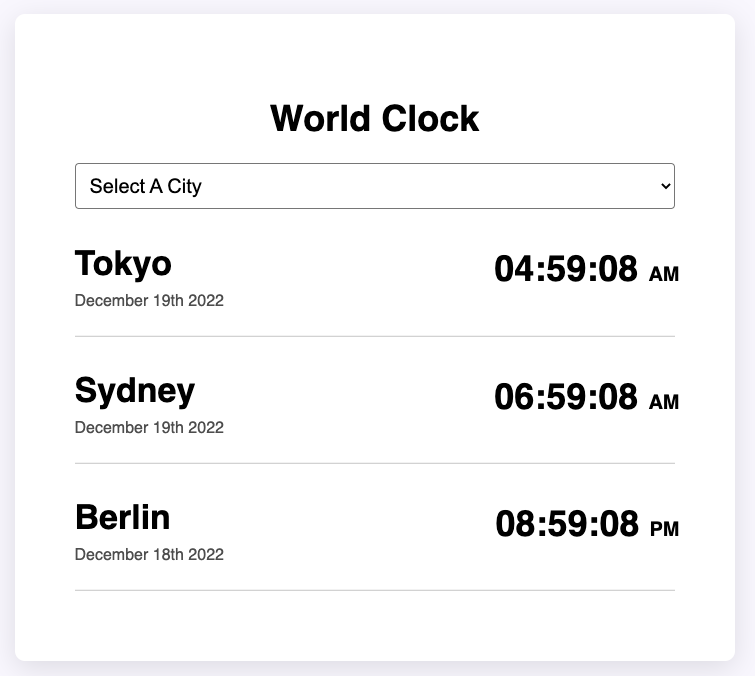 World Clock
Select A City
Tokyo 04:59:08 AM
December 19th 2022
Sydney 06:59:08 AM
December 19th 2022
Berlin 08:59:08 PM
December 18th 2022